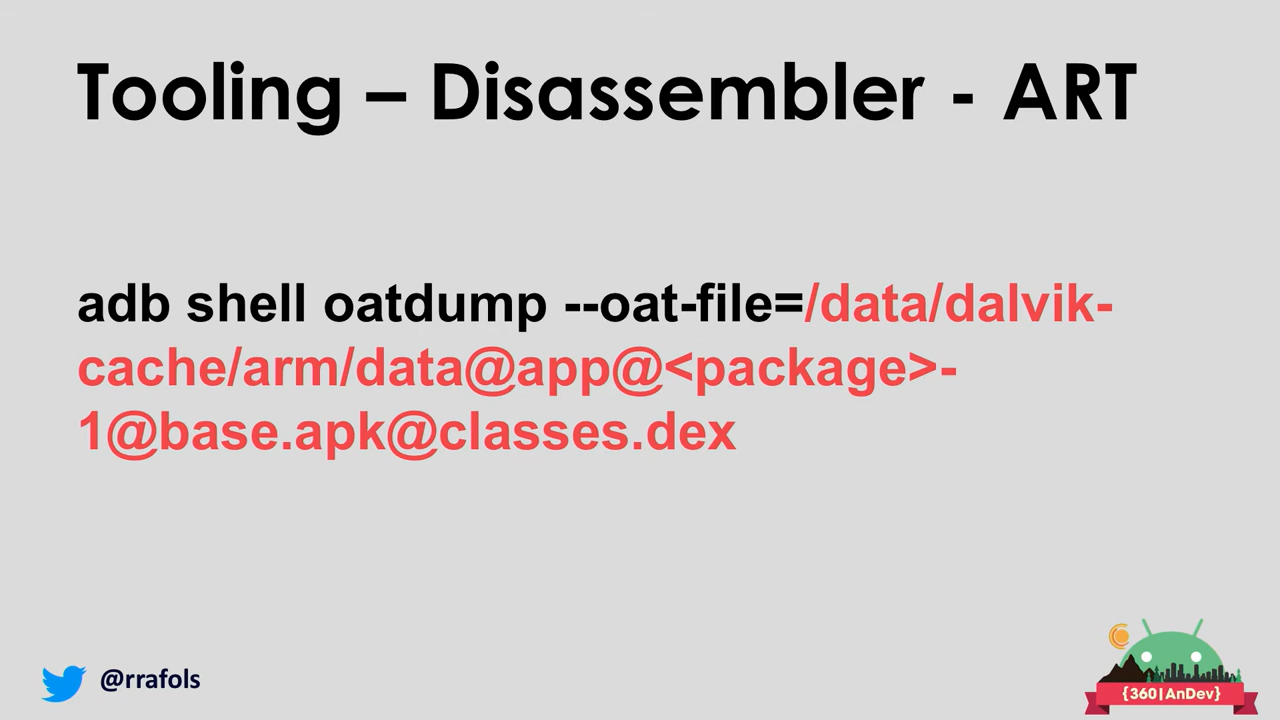 Tooling – Disassembler - ART
adb shell oatdump --oat-file=/data/dalvik-
cache/arm/data@app@<package>-
1@base.apk@classes.dex
@rrafols
{360|AnDev}